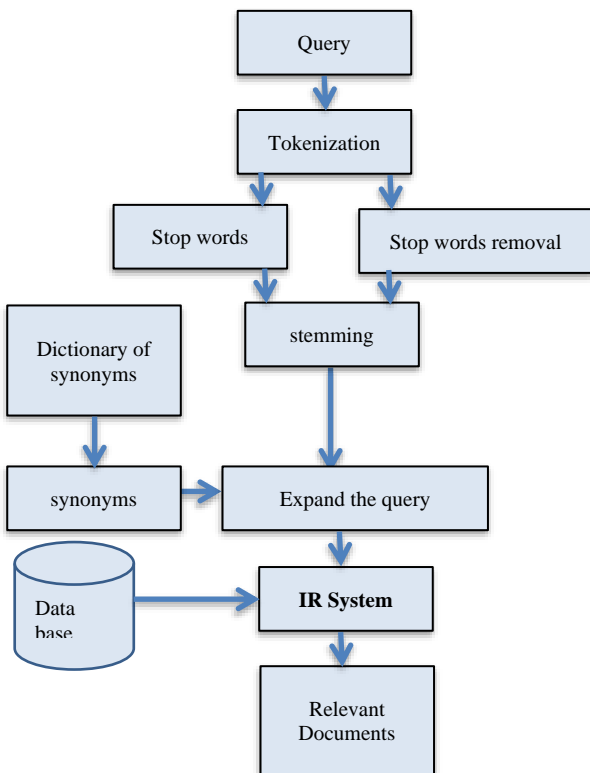 Query
Tokenization
Stop words
Stop words removal
stemming
Dictionary of
synonyms
synonyms
Expand the query
Data
base
IR System
Relevant
Documents